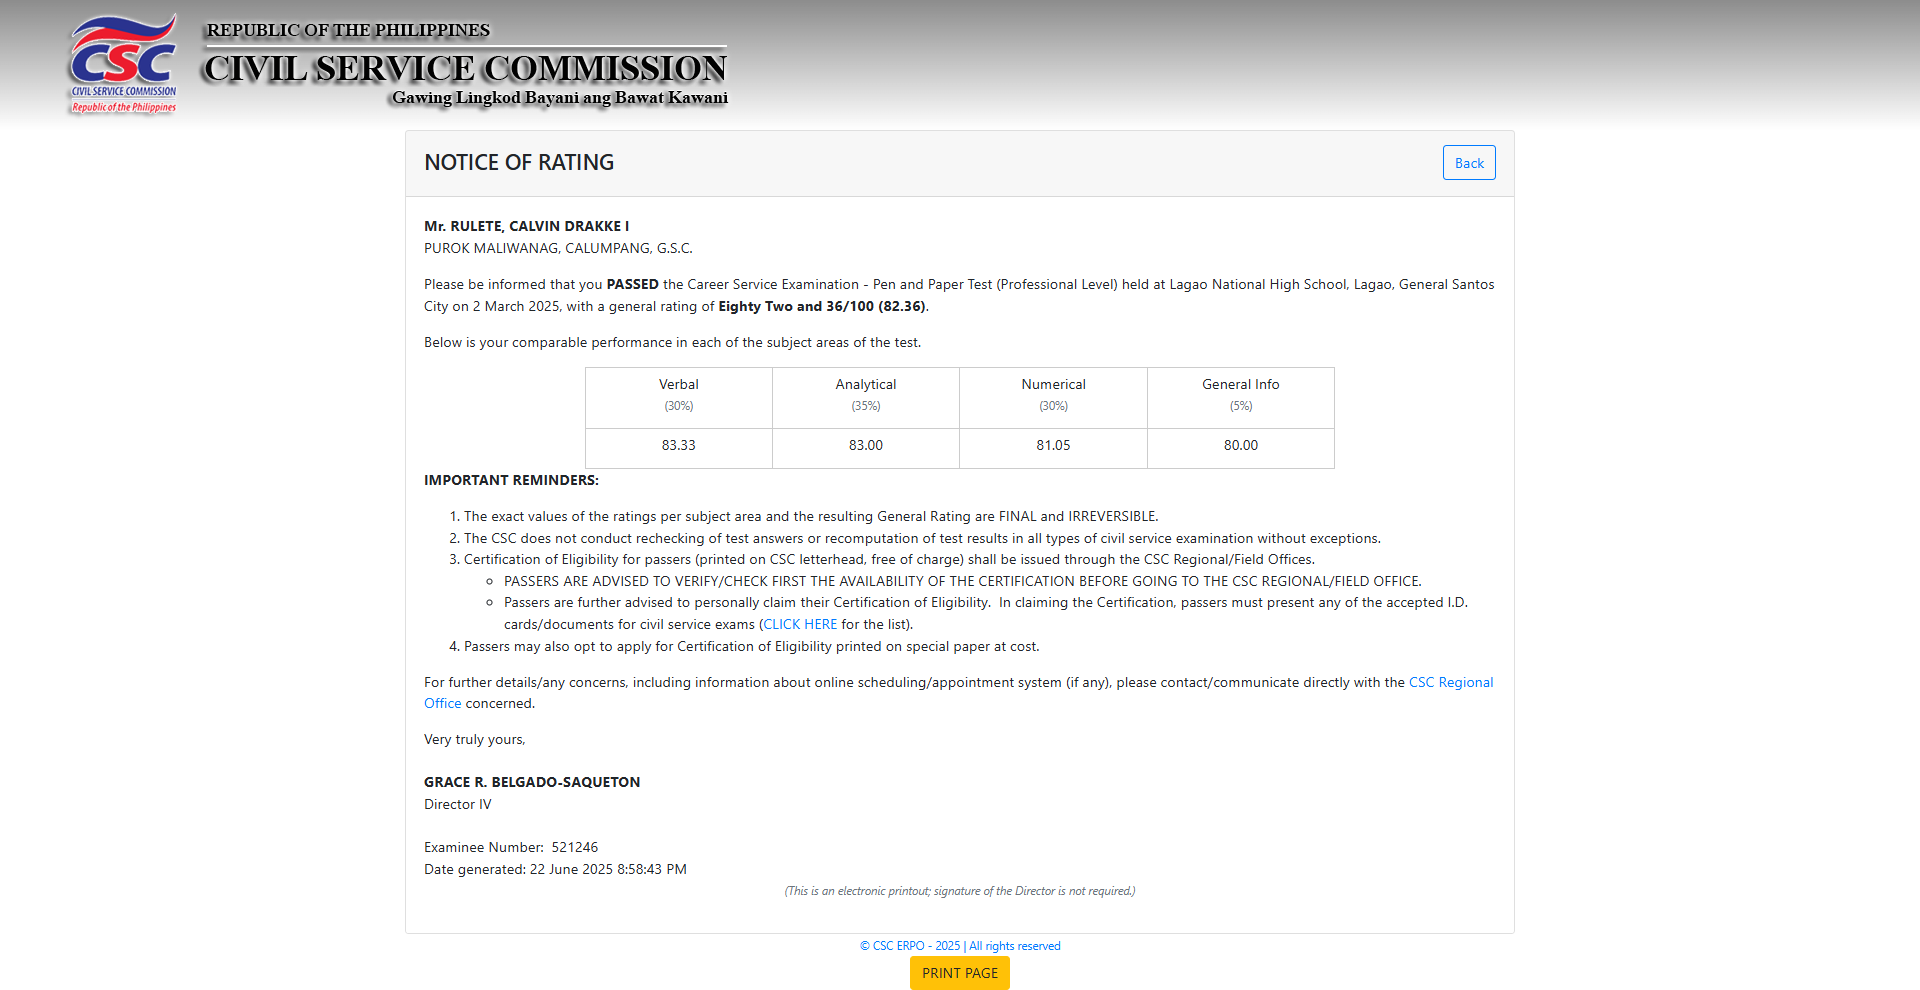 CSC
CIVIL SERVICE COMMISSION
Republic of the Philippines
REPUBLIC OF THE PHILIPPINES
CIVIL SERVICE COMMISSION
Gawing Lingkod Bayani ang Bawat Kawani
NOTICE OF RATING
Back
Mr. RULETE, CALVIN DRAKKE I
PUROK MALIWANAG, CALUMPANG, G.S.C.
Please be informed that you PASSED the Career Service Examination - Pen and Paper Test (Professional Level) held at Lagao National High School, Lagao, General Santos
City on 2 March 2025, with a general rating of Eighty Two and 36/100 (82.36).
Below is your comparable performance in each of the subject areas of the test.
Verbal Analytical Numerical General Info
(30%) (35%) (30%) (5%)
83.33 83.00 81.05 80.00
IMPORTANT REMINDERS:
1. The exact values of the ratings per subject area and the resulting General Rating are FINAL and IRREVERSIBLE.
2. The CSC does not conduct rechecking of test answers or recomputation of test results in all types of civil service examination without exceptions.
3. Certification of Eligibility for passers (printed on CSC letterhead, free of charge) shall be issued through the CSC Regional/Field Offices.
PASSERS ARE ADVISED TO VERIFY/CHECK FIRST THE AVAILABILITY OF THE CERTIFICATION BEFORE GOING TO THE CSC REGIONAL/FIELD OFFICE.
Passers are further advised to personally claim their Certification of Eligibility. In claiming the Certification, passers must present any of the accepted I.D.
cards/documents for civil service exams (CLICK HERE for the list).
4. Passers may also opt to apply for Certification of Eligibility printed on special paper at cost.
For further details/any concerns, including information about online scheduling/appointment system (if any), please contact/communicate directly with the CSC Regional
Office concerned.
Very truly yours,
GRACE R. BELGADO-SAQUETON
Director IV
Examinee Number: 521246
Date generated: 22 June 2025 8:58:43 PM
(This is an electronic printout; signature of the Director is not required.)
© CSC ERPO - 2025 | All rights reserved
PRINT PAGE